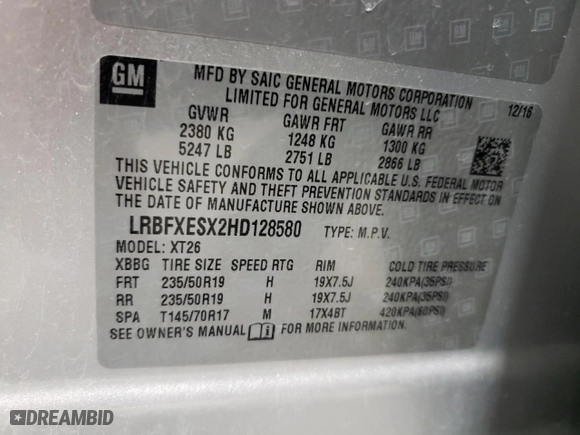 GM
MFD BY SAIC GENERAL MOTORS CORPORATION
LIMITED FOR GENERAL MOTORS LLC
12/16
GVWR GAWR FRT GAWR RR
2380 KG 1248 KG 1300 KG
5247 LB 2751 LB 2866 LB
THIS VEHICLE CONFORMS TO ALL APPLICABLE U.S. FEDERAL MOTOR
VEHICLE SAFETY AND THEFT PREVENTION STANDARDS IN EFFECT ON
THE DATE OF MANUFACTURE SHOWN ABOVE.
LRBFXESX2HD128580 TYPE: M.P.V.
MODEL: XT26
XBBG TIRE SIZE SPEED RTG RIM COLD TIRE PRESSURE
FRT 235/50R19 H 19X7.5J 240KPA(35PSI)
RR 235/50R19 H 19X7.5J 240KPA(35PSI)
SPA T145/70R17 M 17X4BT 420KPA(60PSI)
SEE OWNER'S MANUAL FOR MORE INFORMATION.
DREAMBID